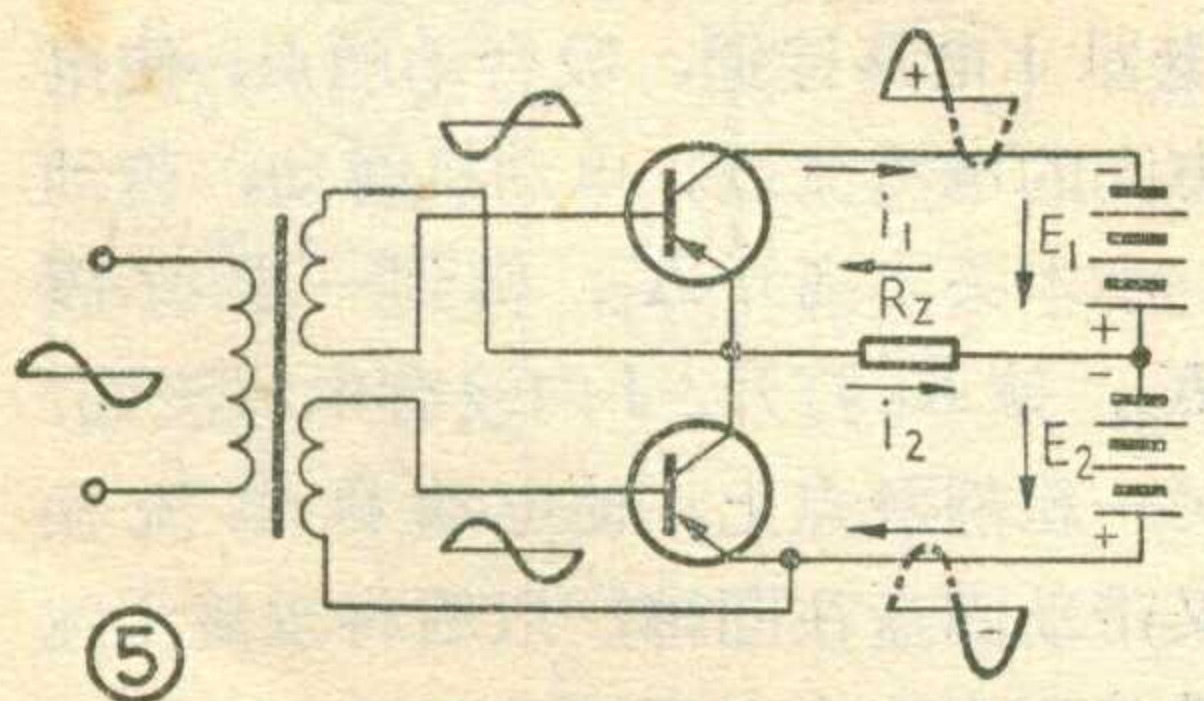 +
−
i₁
E₁
Rz
+
−
i₂
E₂
+
−
⑤